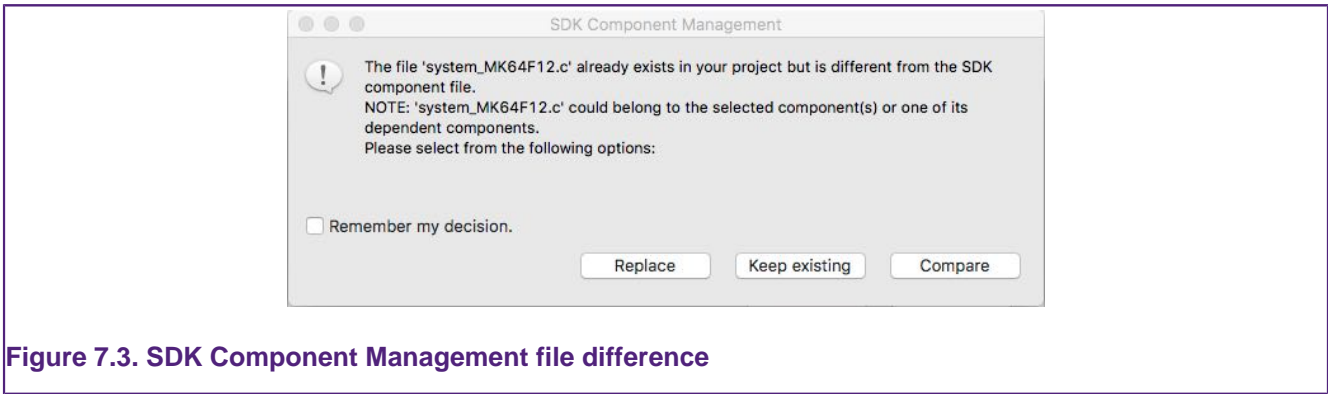 SDK Component Management
The file 'system_MK64F12.c' already exists in your project but is different from the SDK
component file.
NOTE: 'system_MK64F12.c' could belong to the selected component(s) or one of its
dependent components.
Please select from the following options:
Remember my decision.
Replace Keep existing Compare
Figure 7.3. SDK Component Management file difference